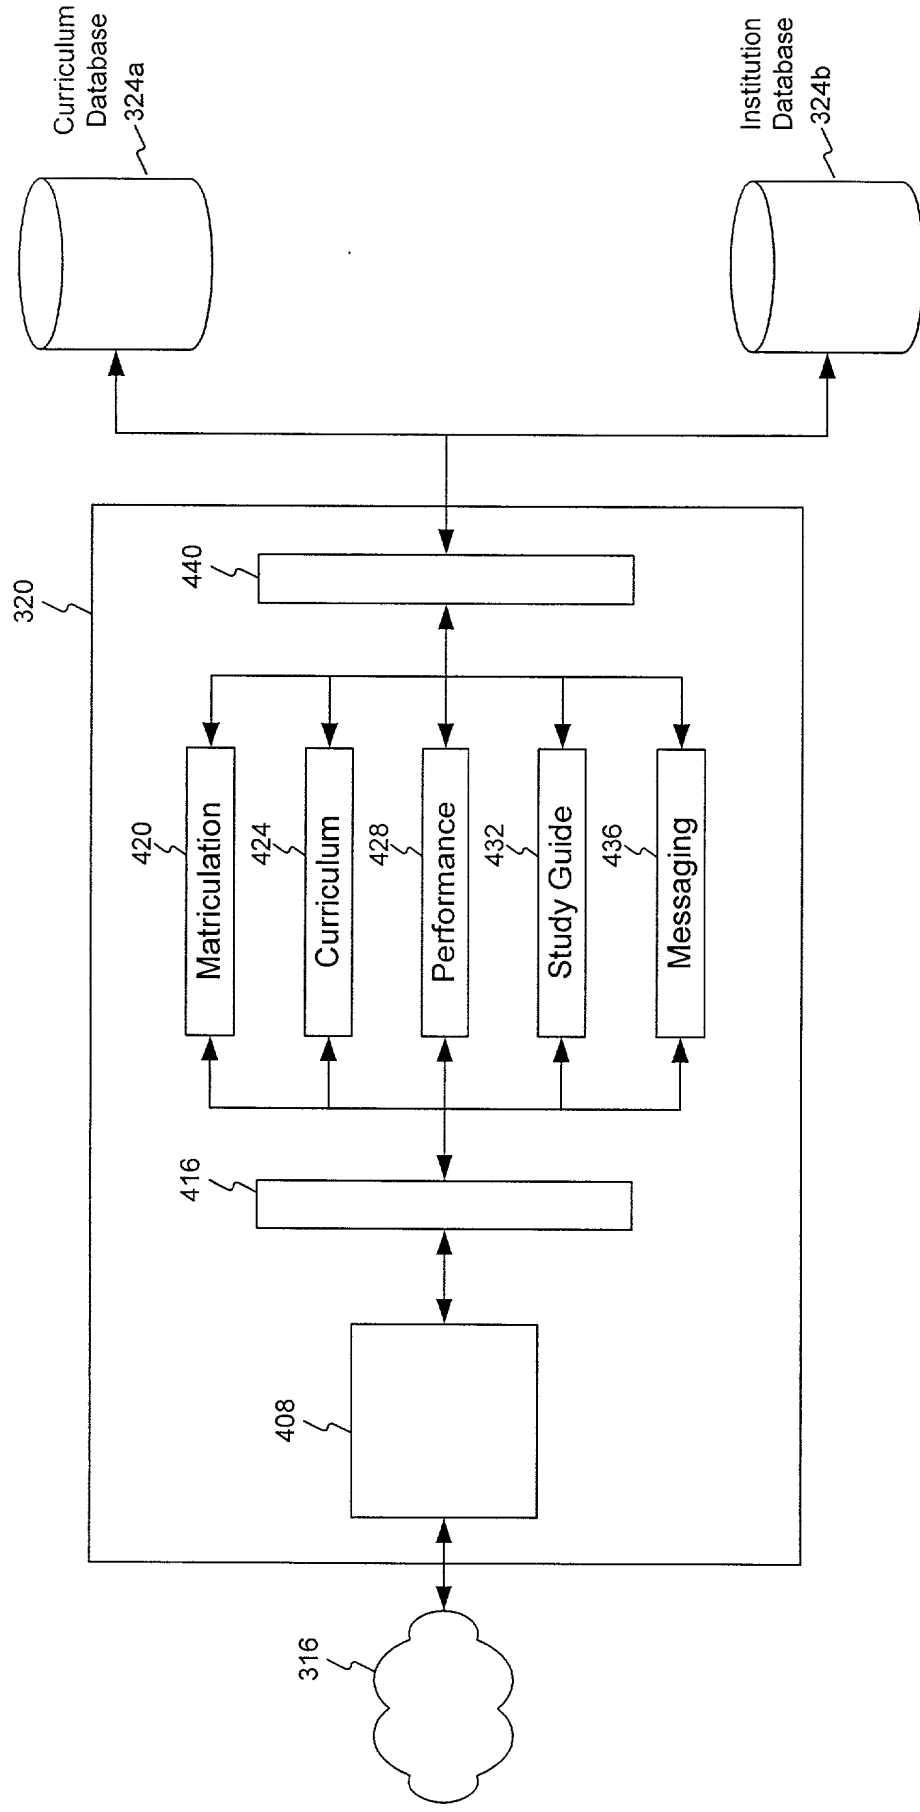 Curriculum
Database
324a
Institution
Database
324b
320
440
Matriculation
420
Curriculum
424
Performance
428
Study Guide
432
Messaging
436
416
408
316